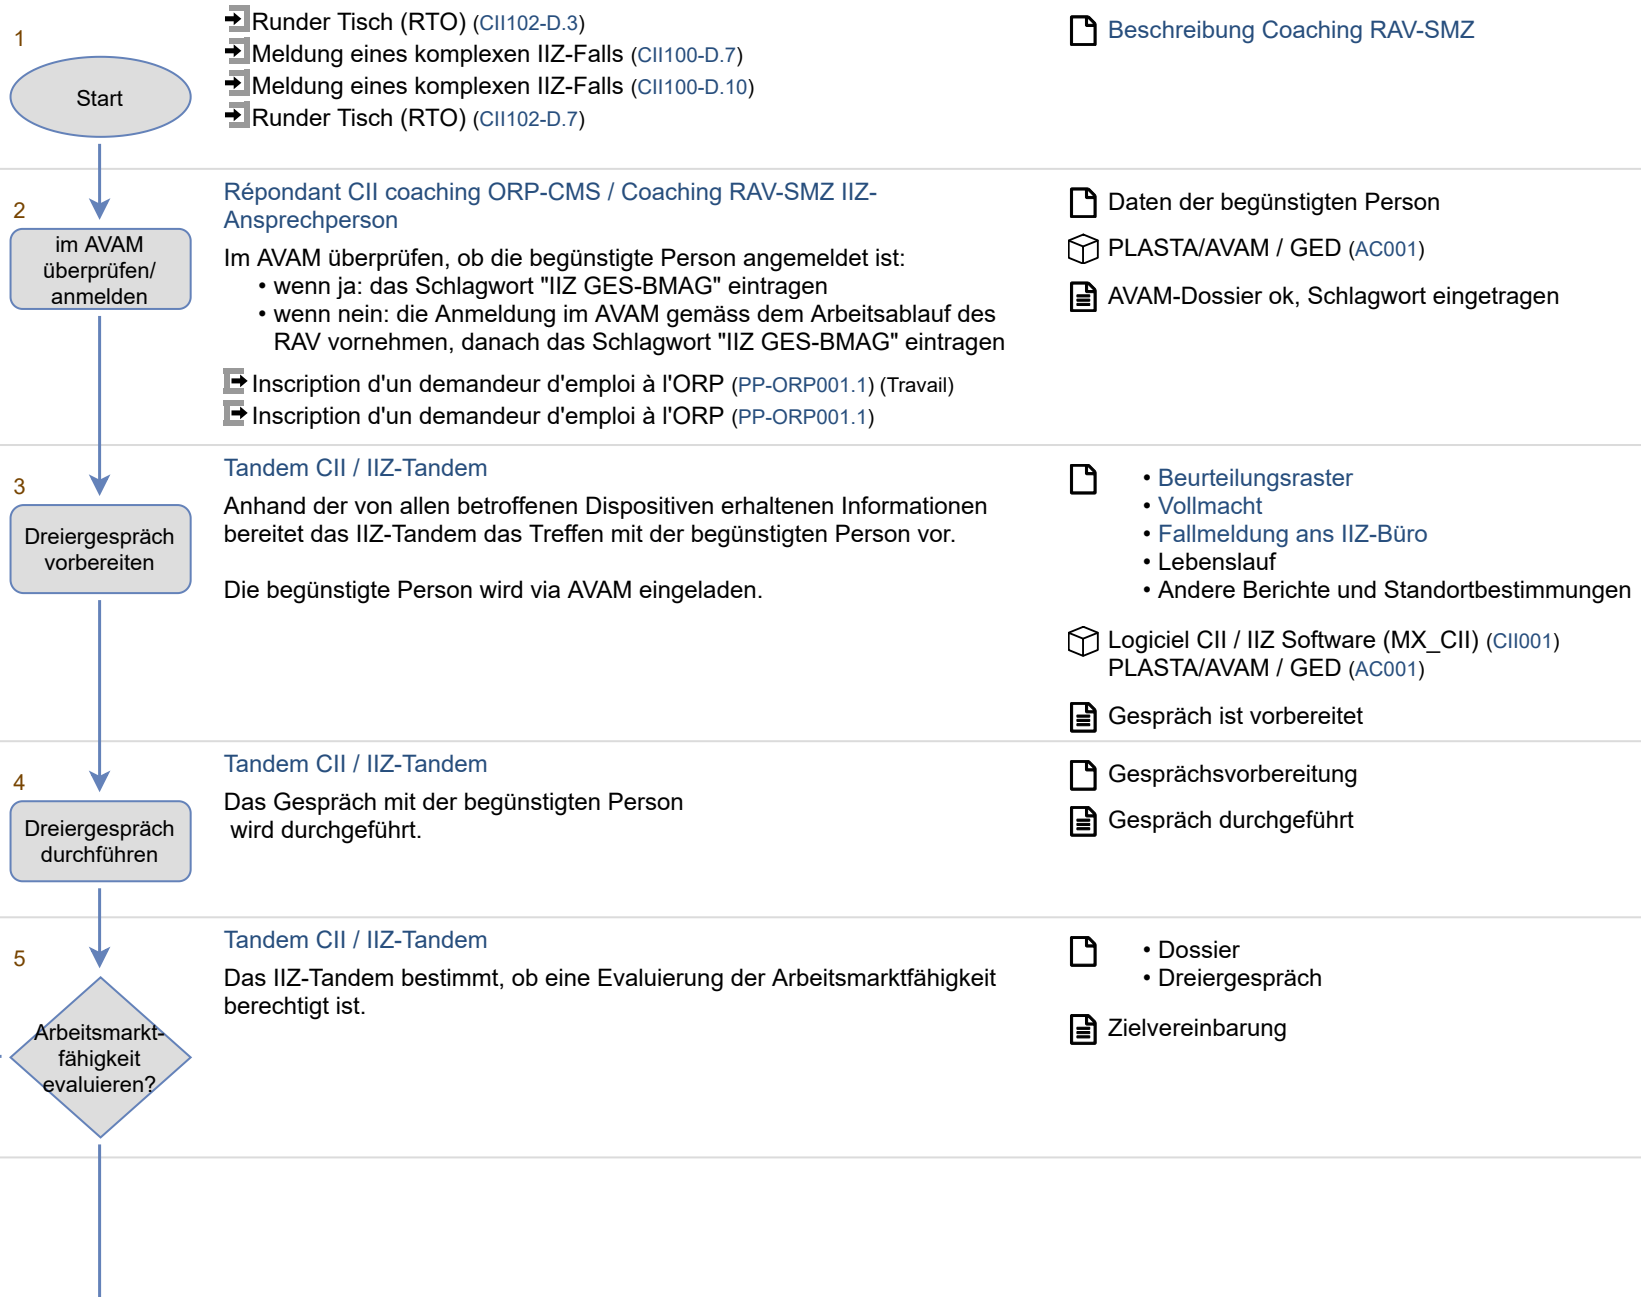 1
Start
Runder Tisch (RTO) (CII102-D.3)
Meldung eines komplexen IIZ-Falls (CII100-D.7)
Meldung eines komplexen IIZ-Falls (CII100-D.10)
Runder Tisch (RTO) (CII102-D.7)
Beschreibung Coaching RAV-SMZ
2
im AVAM
überprüfen/
anmelden
Répondant CII coaching ORP-CMS / Coaching RAV-SMZ IIZ-
Ansprechperson
Im AVAM überprüfen, ob die begünstigte Person angemeldet ist:
• wenn ja: das Schlagwort "IIZ GES-BMAG" eintragen
• wenn nein: die Anmeldung im AVAM gemäss dem Arbeitsablauf des
RAV vornehmen, danach das Schlagwort "IIZ GES-BMAG" eintragen
Inscription d'un demandeur d'emploi à l'ORP (PP-ORP001.1) (Travail)
Inscription d'un demandeur d'emploi à l'ORP (PP-ORP001.1)
Daten der begünstigten Person
PLASTA/AVAM / GED (AC001)
AVAM-Dossier ok, Schlagwort eingetragen
3
Dreiergespräch
vorbereiten
Tandem CII / IIZ-Tandem
Anhand der von allen betroffenen Dispositiven erhaltenen Informationen
bereitet das IIZ-Tandem das Treffen mit der begünstigten Person vor.
Die begünstigte Person wird via AVAM eingeladen.
• Beurteilungsraster
• Vollmacht
• Fallmeldung ans IIZ-Büro
• Lebenslauf
• Andere Berichte und Standortbestimmungen
Logiciel CII / IIZ Software (MX_CII) (CII001)
PLASTA/AVAM / GED (AC001)
Gespräch ist vorbereitet
4
Dreiergespräch
durchführen
Tandem CII / IIZ-Tandem
Das Gespräch mit der begünstigten Person
wird durchgeführt.
Gesprächsvorbereitung
Gespräch durchgeführt
5
Arbeitsmarkt-
fähigkeit
evaluieren?
Tandem CII / IIZ-Tandem
Das IIZ-Tandem bestimmt, ob eine Evaluierung der Arbeitsmarktfähigkeit
berechtigt ist.
• Dossier
• Dreiergespräch
Zielvereinbarung